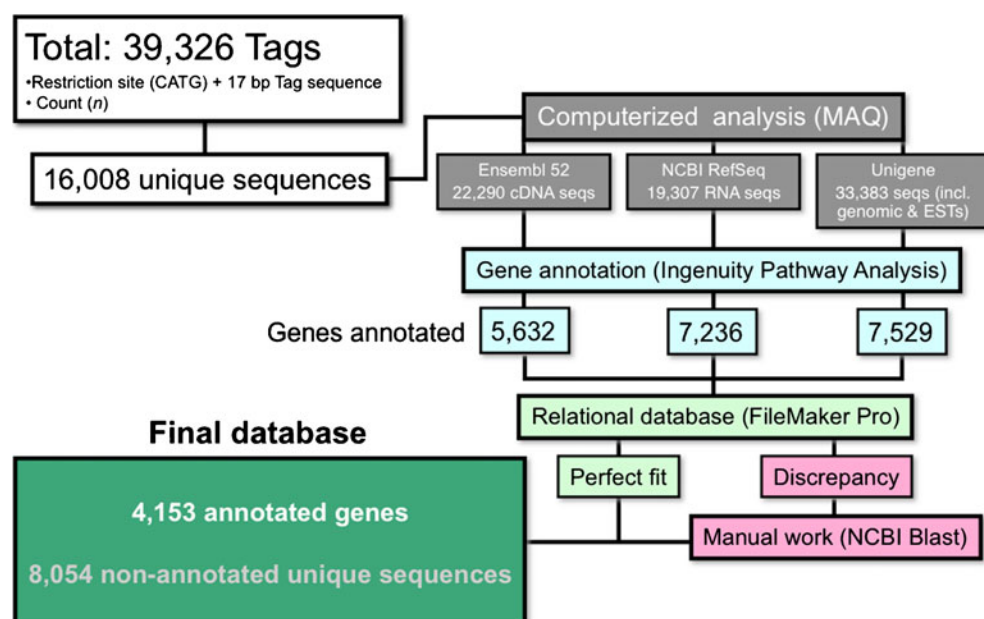 Total: 39,326 Tags
•Restriction site (CATG) + 17 bp Tag sequence
• Count (n)
16,008 unique sequences
Computerized analysis (MAQ)
Ensembl 52
22,290 cDNA seqs
NCBI RefSeq
19,307 RNA seqs
Unigene
33,383 seqs (incl.
genomic & ESTs)
Gene annotation (Ingenuity Pathway Analysis)
Genes annotated
5,632
7,236
7,529
Relational database (FileMaker Pro)
Perfect fit
Discrepancy
Manual work (NCBI Blast)
Final database
4,153 annotated genes
8,054 non-annotated unique sequences